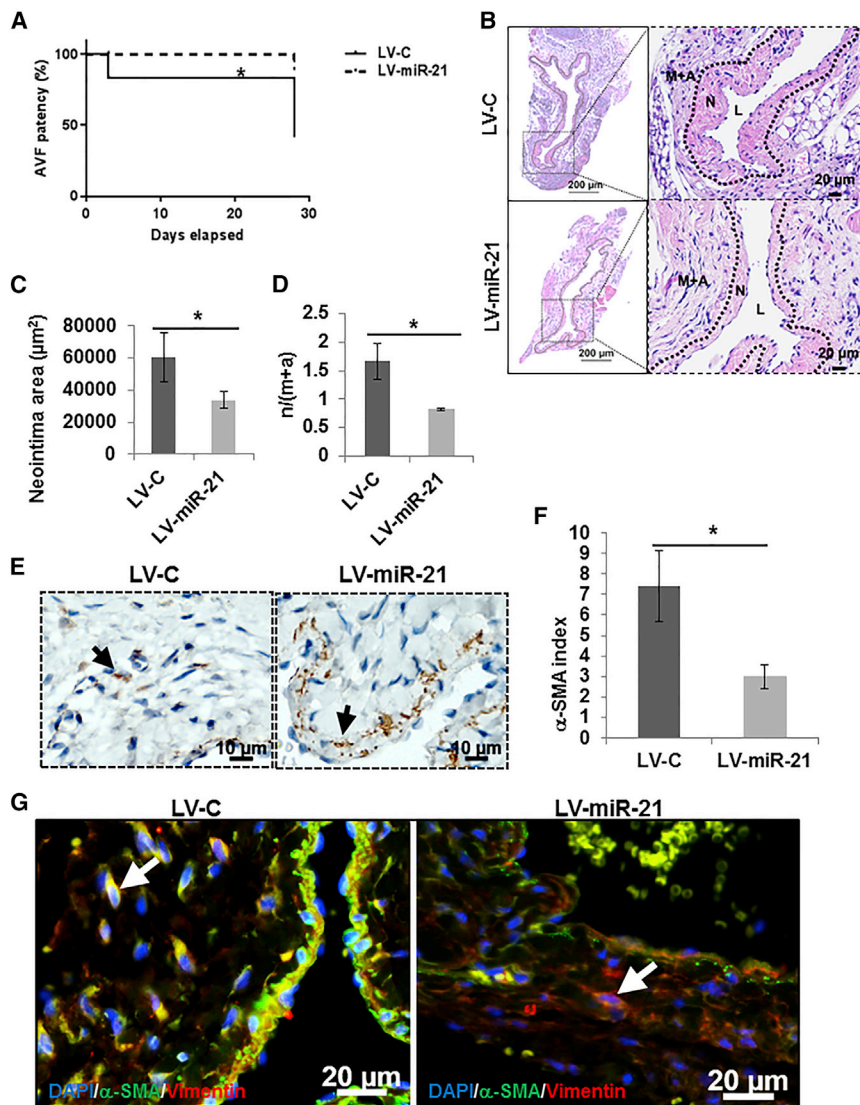 A
AVF patency (%)
100
50
0
0 10 20 30
Days elapsed
*
LV-C
LV-miR-21
B
LV-C
200 µm
M+A
N
L
20 µm
LV-miR-21
200 µm
M+A
N
L
20 µm
C
Neointima area (µm²)
80000
60000
40000
20000
0
*
LV-C
LV-miR-21
D
n/(m+a)
2
1.5
1
0.5
0
*
LV-C
LV-miR-21
E
LV-C
10 µm
LV-miR-21
10 µm
F
α-SMA index
10
9
8
7
6
5
4
3
2
1
0
*
LV-C
LV-miR-21
G
LV-C
DAPI/α-SMA/Vimentin
20 µm
LV-miR-21
DAPI/α-SMA/Vimentin
20 µm